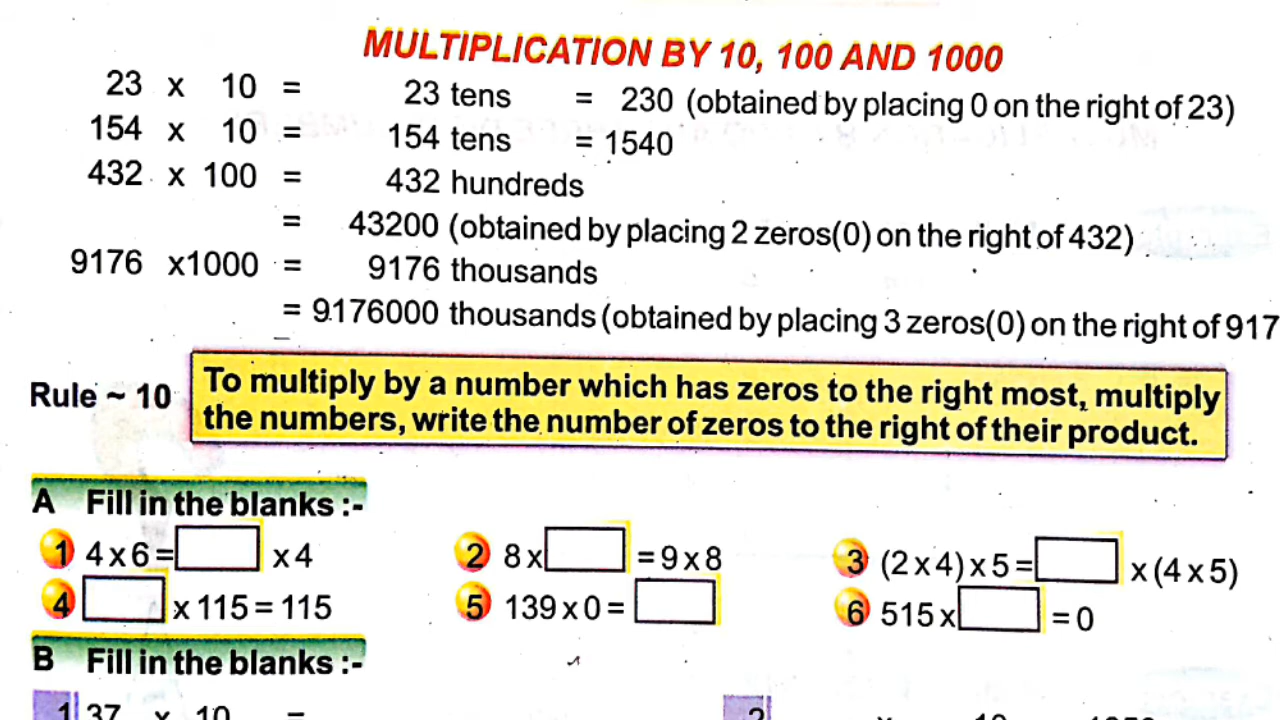 MULTIPLICATION BY 10, 100 AND 1000
23 x 10 = 23 tens = 230 (obtained by placing 0 on the right of 23)
154 x 10 = 154 tens = 1540
432 x 100 = 432 hundreds
= 43200 (obtained by placing 2 zeros(0) on the right of 432)
9176 x1000 = 9176 thousands
= 9176000 thousands (obtained by placing 3 zeros(0) on the right of 917
Rule ~ 10 To multiply by a number which has zeros to the right most, multiply
the numbers, write the number of zeros to the right of their product.
A Fill in the blanks :-
1 4 x 6 = x 4 2 8 x = 9 x 8 3 (2 x 4) x 5 = x (4 x 5)
4 x 115 = 115 5 139 x 0 = 6 515 x = 0
B Fill in the blanks :-
1 37 x 10 = 2 x 10